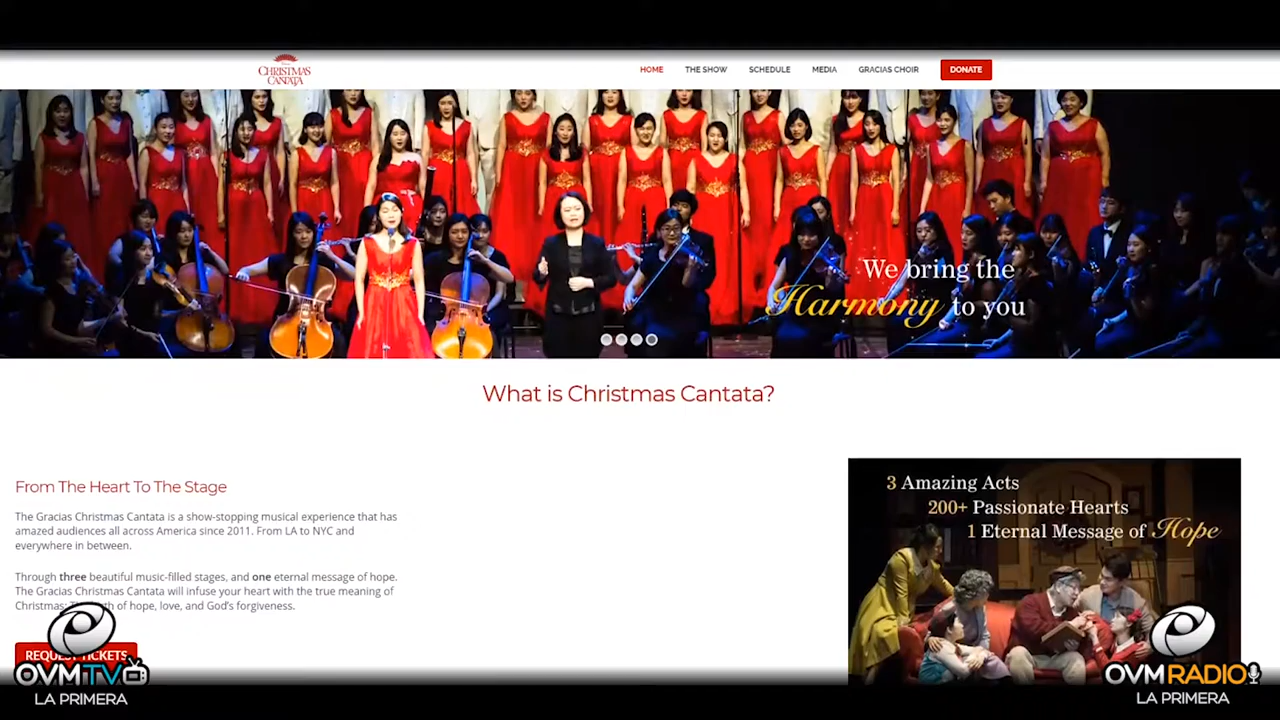 CHRISTMAS
CANTATA
HOME THE SHOW SCHEDULE MEDIA GRACIAS CHOIR DONATE
We bring the
Harmony to you
What is Christmas Cantata?
From The Heart To The Stage
The Gracias Christmas Cantata is a show-stopping musical experience that has
amazed audiences all across America since 2011. From LA to NYC and
everywhere in between.
Through three beautiful music-filled stages, and one eternal message of hope.
The Gracias Christmas Cantata will infuse your heart with the true meaning of
Christmas: of hope, love, and God's forgiveness.
REQUEST TICKETS
3 Amazing Acts
200+ Passionate Hearts
1 Eternal Message of Hope
OVMTV
LA PRIMERA
OVMRADIO
LA PRIMERA